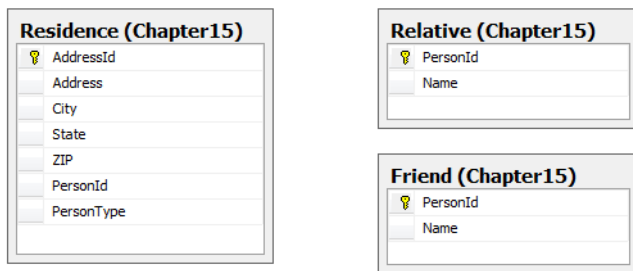 Residence (Chapter15)
AddressId
Address
City
State
ZIP
PersonId
PersonType
Relative (Chapter15)
PersonId
Name
Friend (Chapter15)
PersonId
Name